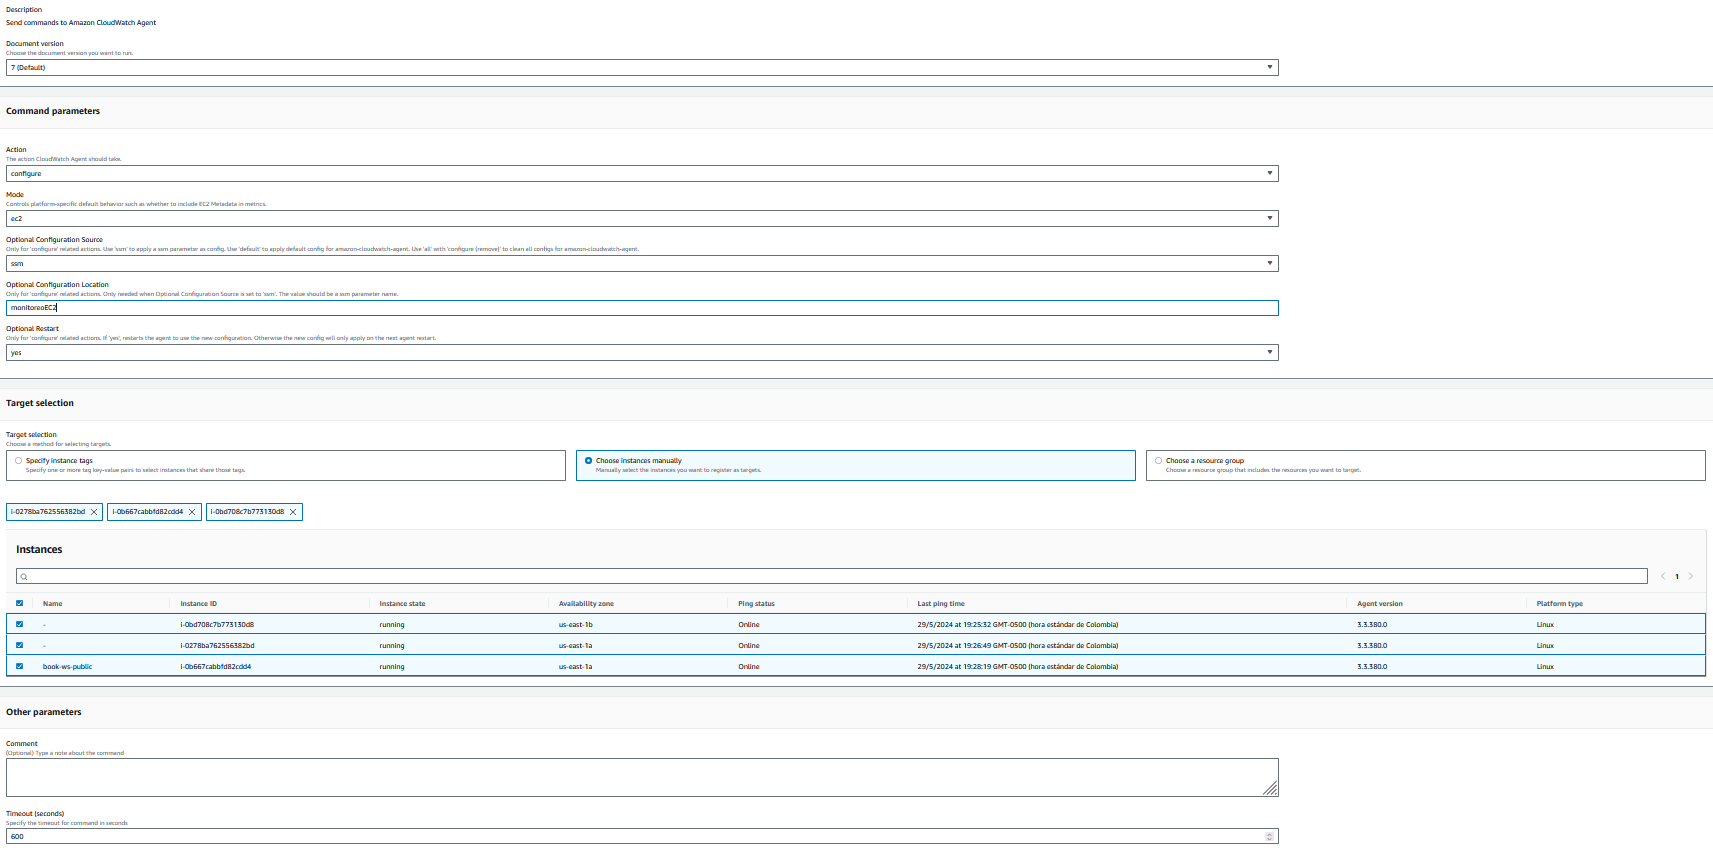 Description
Send commands to Amazon CloudWatch Agent
Document version
Choose the document version you want to run.
7 (Default)
Command parameters
Action
The action CloudWatch Agent should take.
configure
Mode
Controls platform-specific default behavior such as whether to include EC2 Metadata in metrics.
ec2
Optional Configuration Source
Only for 'configure' related actions. Use 'ssm' to apply a ssm parameter as config. Use 'default' to apply default config for amazon-cloudwatch-agent. Use 'all' with 'configure (remove)' to clean all configs for amazon-cloudwatch-agent.
ssm
Optional Configuration Location
Only for 'configure' related actions. Only needed when Optional Configuration Source is set to 'ssm'. The value should be a ssm parameter name.
monitoreoEC2
Optional Restart
Only for 'configure' related actions. If 'yes', restarts the agent to use the new configuration. Otherwise the new config will only apply on the next agent restart.
yes
Target selection
Target selection
Choose a method for selecting targets.
Specify instance tags
Specify one or more tag key-value pairs to select instances that share those tags.
Choose instances manually
Manually select the instances you want to register as targets.
Choose a resource group
Choose a resource group that includes the resources you want to target.
i-0278ba762556382bd i-0b667cabbfd82cdd4 i-0bd708c7b773130d8
Instances
1
Name Instance ID Instance state Availability zone Ping status Last ping time Agent version Platform type
- i-0bd708c7b773130d8 running us-east-1b Online 29/5/2024 at 19:25:32 GMT-0500 (hora estándar de Colombia) 3.3.380.0 Linux
- i-0278ba762556382bd running us-east-1a Online 29/5/2024 at 19:26:49 GMT-0500 (hora estándar de Colombia) 3.3.380.0 Linux
book-ws-public i-0b667cabbfd82cdd4 running us-east-1a Online 29/5/2024 at 19:28:19 GMT-0500 (hora estándar de Colombia) 3.3.380.0 Linux
Other parameters
Comment
(Optional) Type a note about the command
Timeout (seconds)
Specify the timeout for command in seconds
600